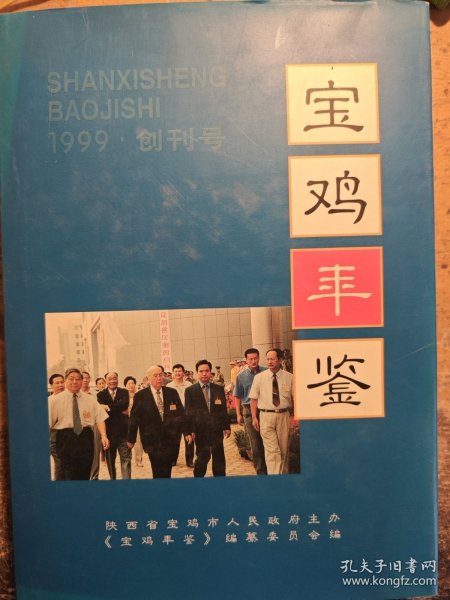 SHANXISHENG
BAOJISHI
1999 创刊号
宝
鸡
年
鉴
陕西省宝鸡市人民政府主办
《宝鸡年鉴》编纂委员会编
孔夫子旧书网
www.kongfz.com